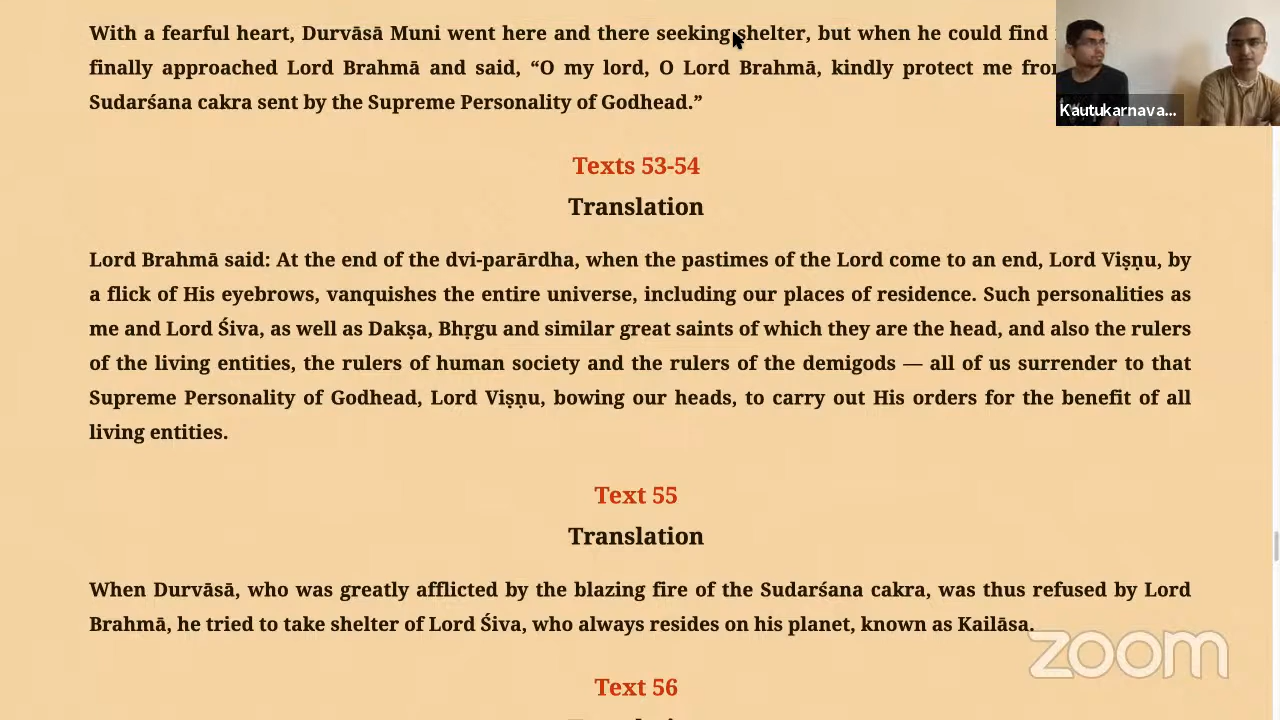 With a fearful heart, Durvāsā Muni went here and there seeking shelter, but when he could find
finally approached Lord Brahmā and said, “O my lord, O Lord Brahmā, kindly protect me
Sudarśana cakra sent by the Supreme Personality of Godhead.”
Kautukarnava...
Texts 53-54
Translation
Lord Brahmā said: At the end of the dvi-parārdha, when the pastimes of the Lord come to an end, Lord Viṣṇu, by
a flick of His eyebrows, vanquishes the entire universe, including our places of residence. Such personalities as
me and Lord Śiva, as well as Dakṣa, Bhṛgu and similar great saints of which they are the head, and also the rulers
of the living entities, the rulers of human society and the rulers of the demigods — all of us surrender to that
Supreme Personality of Godhead, Lord Viṣṇu, bowing our heads, to carry out His orders for the benefit of all
living entities.
Text 55
Translation
When Durvāsā, who was greatly afflicted by the blazing fire of the Sudarśana cakra, was thus refused by Lord
Brahmā, he tried to take shelter of Lord Śiva, who always resides on his planet, known as Kailāsa.
zoom
Text 56